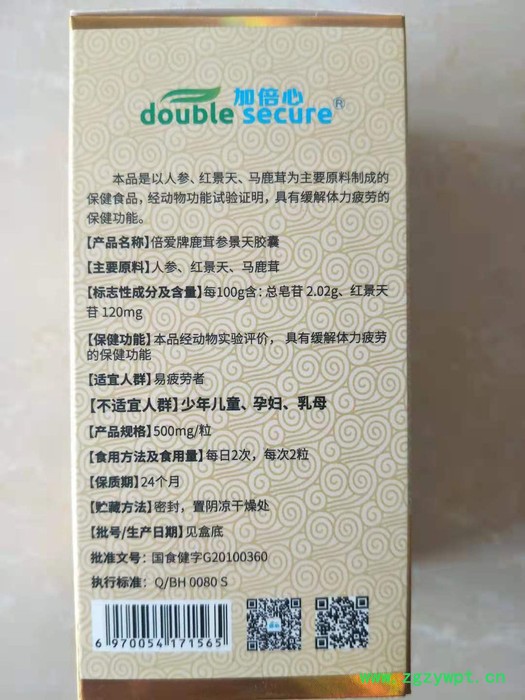 加倍心
double secure®
本品是以人参、红景天、马鹿茸为主要原料制成的
保健食品，经动物功能试验证明，具有缓解体力疲劳的
保健功能。
【产品名称】倍爱牌鹿茸参景天胶囊
【主要原料】人参、红景天、马鹿茸
【标志性成分及含量】每100g含：总皂苷 2.02g、红景天
苷 120mg
【保健功能】本品经动物实验评价， 具有缓解体力疲劳
的保健功能
【适宜人群】易疲劳者
【不适宜人群】少年儿童、孕妇、乳母
【产品规格】500mg/粒
【食用方法及食用量】每日2次，每次2粒
【保质期】24个月
【贮藏方法】密封，置阴凉干燥处
【批号/生产日期】见盒底
批准文号：国食健字G20100360
执行标准：Q/BH 0080 S
6 970054 171565
www.zgzywpt.cn